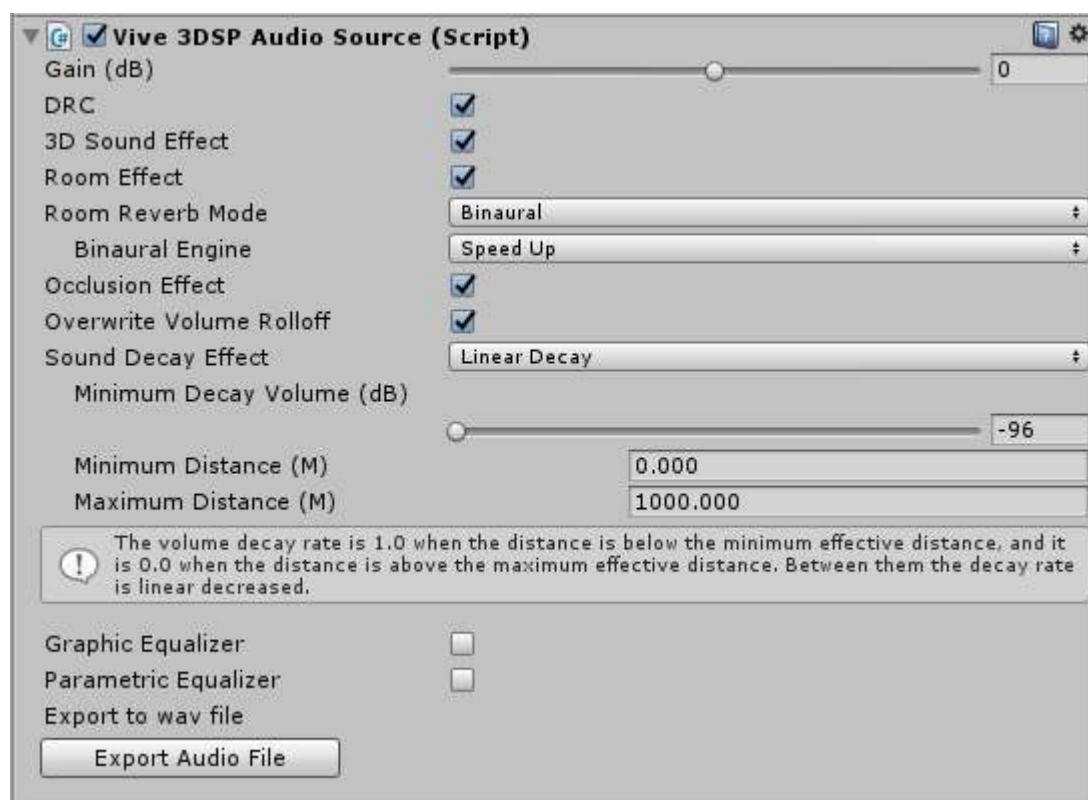 Vive 3DSP Audio Source (Script)
Gain (dB) 0
DRC
3D Sound Effect
Room Effect
Room Reverb Mode Binaural
Binaural Engine Speed Up
Occlusion Effect
Overwrite Volume Rolloff
Sound Decay Effect Linear Decay
Minimum Decay Volume (dB)
-96
Minimum Distance (M) 0.000
Maximum Distance (M) 1000.000
The volume decay rate is 1.0 when the distance is below the minimum effective distance, and it
is 0.0 when the distance is above the maximum effective distance. Between them the decay rate
is linear decreased.
Graphic Equalizer
Parametric Equalizer
Export to wav file
Export Audio File